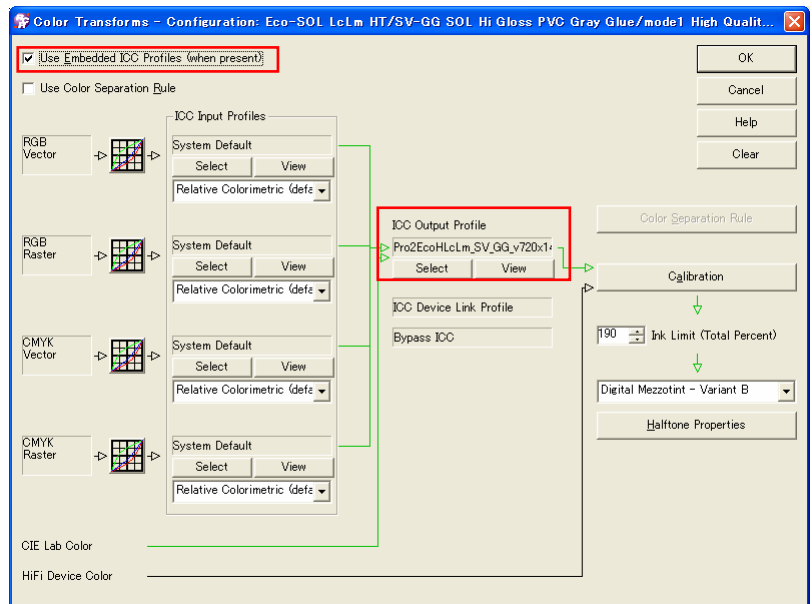 Color Transforms - Configuration: Eco-SOL LcLm HT/SV-GG SOL Hi Gloss PVC Gray Glue/mode1 High Qualit...
Use Embedded ICC Profiles (when present)
OK
Use Color Separation Rule
Cancel
ICC Input Profiles
Help
RGB
Vector
System Default
Clear
Select View
Relative Colorimetric (defa
ICC Output Profile
Color Separation Rule
RGB
Raster
System Default
Pro2EcoHLcLm_SV_GG_v720x14
Select View
Select View
Calibration
Relative Colorimetric (defa
ICC Device Link Profile
190 Ink Limit (Total Percent)
Bypass ICC
CMYK
Vector
System Default
Select View
Relative Colorimetric (defa
Digital Mezzotint - Variant B
Halftone Properties
CMYK
Raster
System Default
Select View
Relative Colorimetric (defa
CIE Lab Color
HiFi Device Color